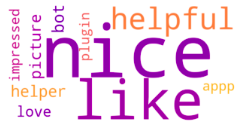 impressed
picture
bot
plugin
helpful
nice
helper
like
appp
love